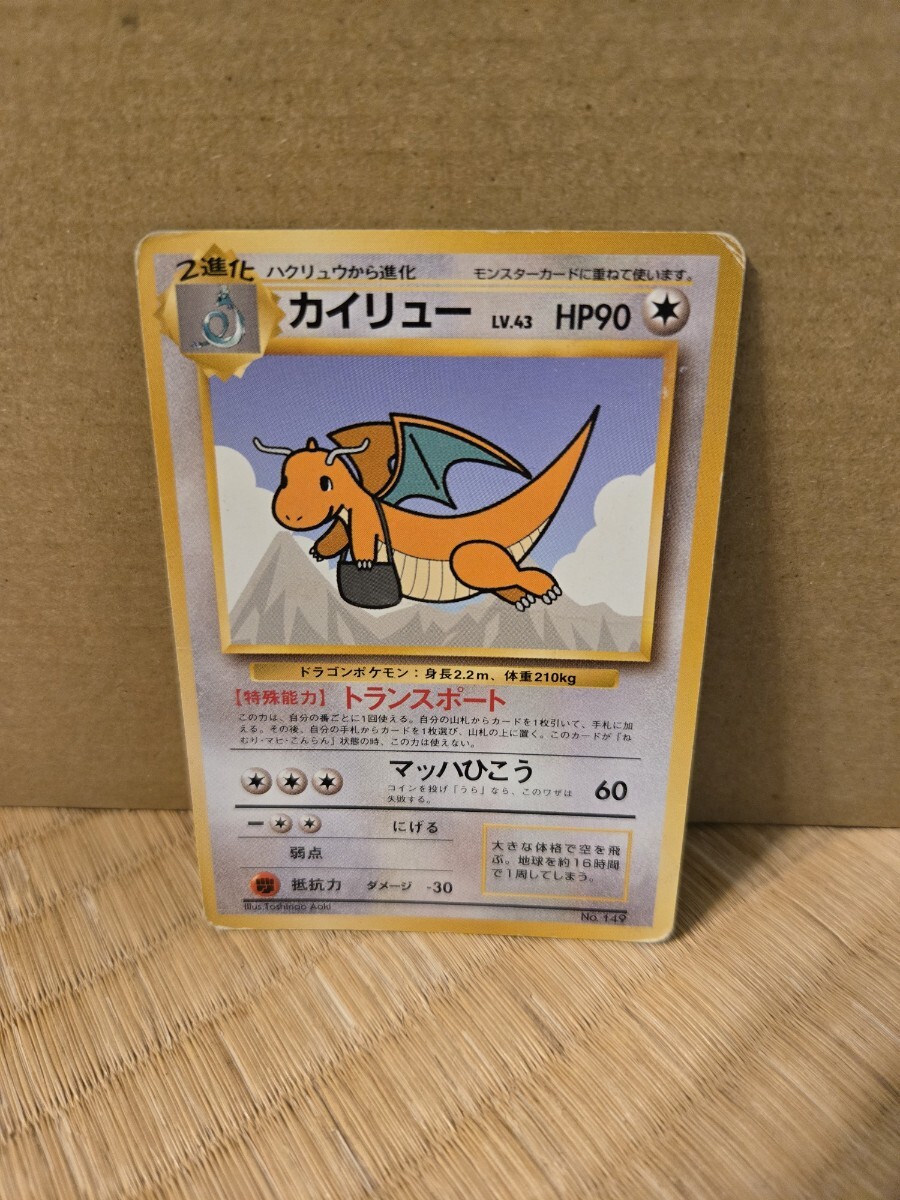 2進化 ハクリュウから進化 モンスターカードに重ねて使います。
カイリュー LV.43 HP90
ドラゴンポケモン：身長2.2m、体重210kg
【特殊能力】トランスポート
この力は、自分の番ごとに1回使える。自分の山札からカードを1枚引いて、手札に加
える。その後、自分の手札からカードを1枚選び、山札の上に置く。このカードが「ね
むり・マヒ・こんらん」状態の時、この力は使えない。
マッハひこう 60
コインを投げ「うら」なら、このワザは
失敗する。
にげる
弱点
抵抗力 ダメージ -30
大きな体格で空を飛
ぶ。地球を約16時間
で1周してしまう。
Illus.Toshinao Aoki
No. 149